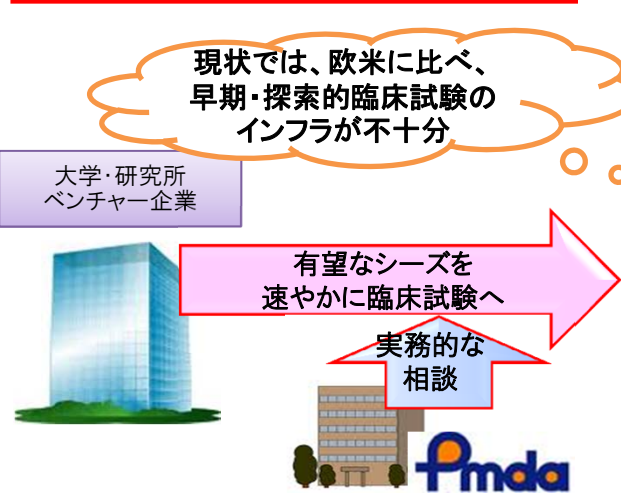 現状では、欧米に比べ、
早期・探索的臨床試験の
インフラが不十分
大学・研究所
ベンチャー企業
有望なシーズを
速やかに臨床試験へ
実務的な
相談
Pmda